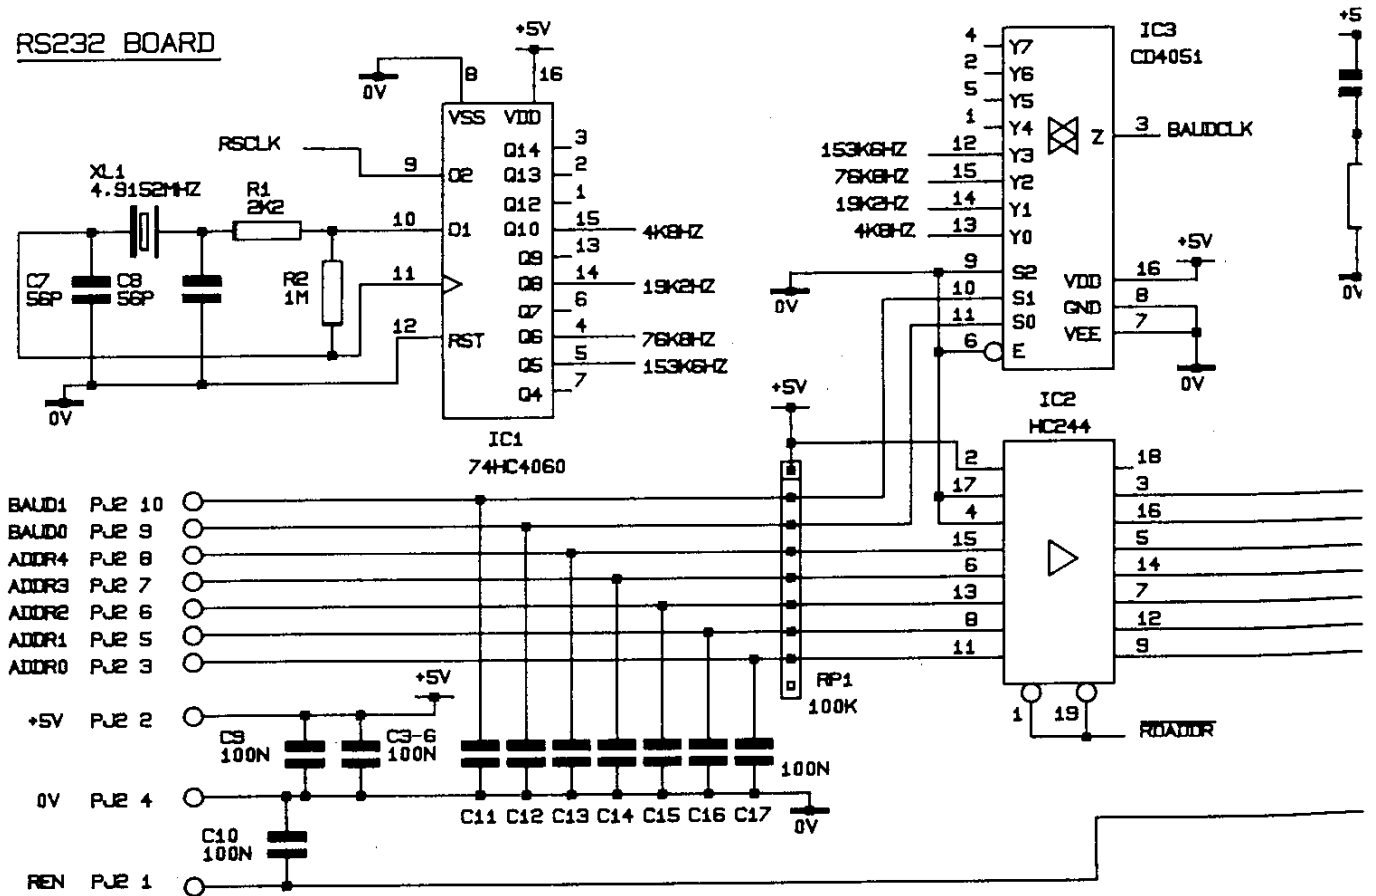 RS232 BOARD
+5V
8
16
0V
VSS VDD
RSCLK
9
O2
XL1
4.9152MHZ
R1
2K2
10
O1
C7
56P
C8
56P
R2
1M
11
12
RST
0V
Q14 3
Q13 2
Q12 1
Q10 15 4K8HZ
Q9 13
Q8 14 19K2HZ
Q7 6
Q6 4 76K8HZ
Q5 5 153K6HZ
Q4 7
IC1
74HC4060
IC3
CD4051
4 Y7
2 Y6
5 Y5
1 Y4
153K6HZ 12 Y3
76K8HZ 15 Y2
19K2HZ 14 Y1
4K8HZ 13 Y0
Z 3 BAUDCLK
9 S2
0V
10 S1
11 S0
6 E
+5V
VDD 16
GND 8
VEE 7
0V
+5
0V
IC2
HC244
+5V
2 18
17 3
4 16
15 5
6 14
13 7
8 12
11 9
1 19
RDADDR
RP1
100K
BAUD1 PJ2 10
BAUD0 PJ2 9
ADDR4 PJ2 8
ADDR3 PJ2 7
ADDR2 PJ2 6
ADDR1 PJ2 5
ADDR0 PJ2 3
+5V PJ2 2
+5V
C9
100N
C3-6
100N
100N
0V PJ2 4
C11 C12 C13 C14 C15 C16 C17
0V
C10
100N
REN PJ2 1